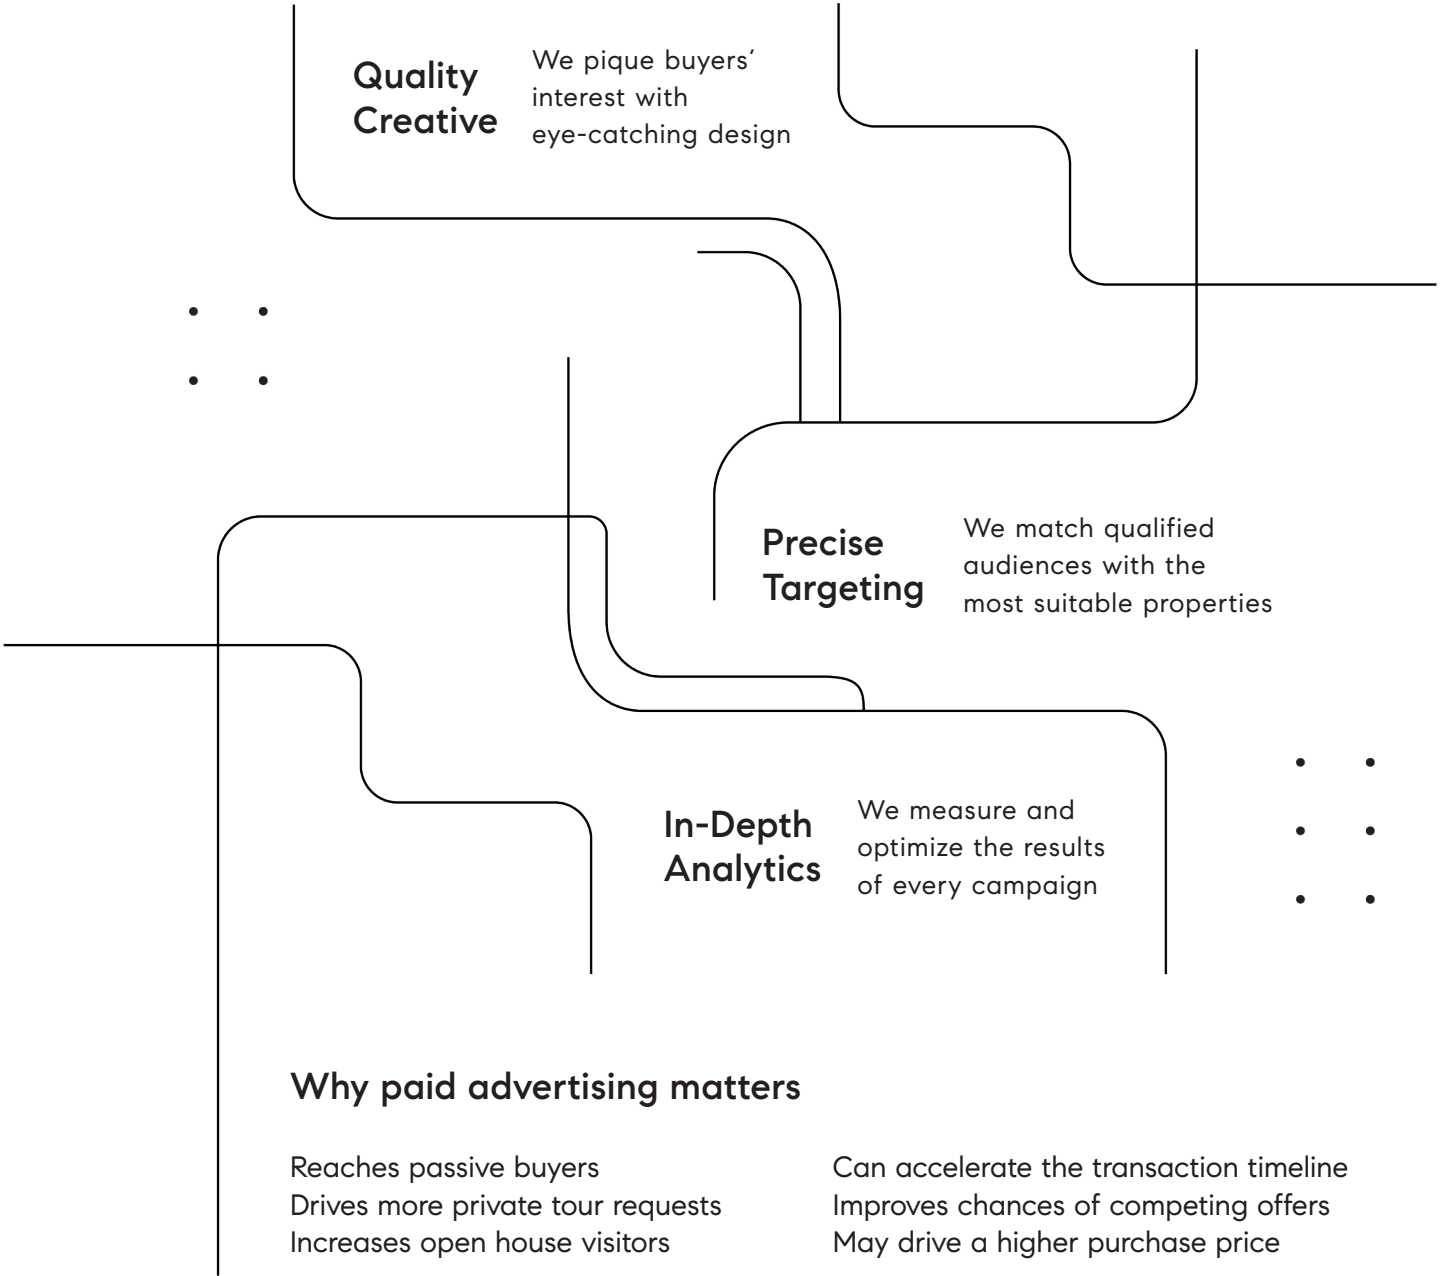 Quality
Creative
We pique buyers’
interest with
eye-catching design
Precise
Targeting
We match qualified
audiences with the
most suitable properties
In-Depth
Analytics
We measure and
optimize the results
of every campaign
Why paid advertising matters
Reaches passive buyers
Drives more private tour requests
Increases open house visitors
Can accelerate the transaction timeline
Improves chances of competing offers
May drive a higher purchase price